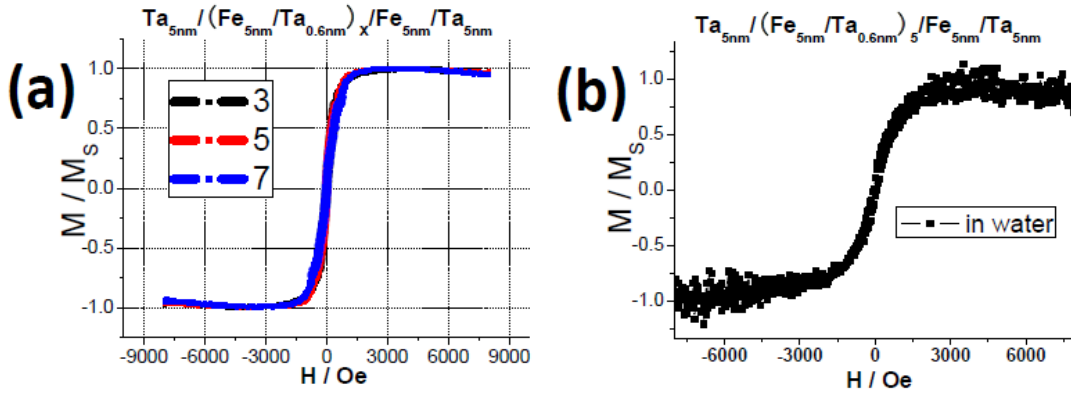 Ta5nm/(Fe5nm/Ta0.6nm)X/Fe5nm/Ta5nm
(a)
1.0
0.5
0.0
-0.5
-1.0
M / MS
3
5
7
-9000 -6000 -3000 0 3000 6000 9000
H / Oe
Ta5nm/(Fe5nm/Ta0.6nm)5/Fe5nm/Ta5nm
(b)
1.0
0.5
0.0
-0.5
-1.0
M / MS
in water
-6000 -3000 0 3000 6000
H / Oe